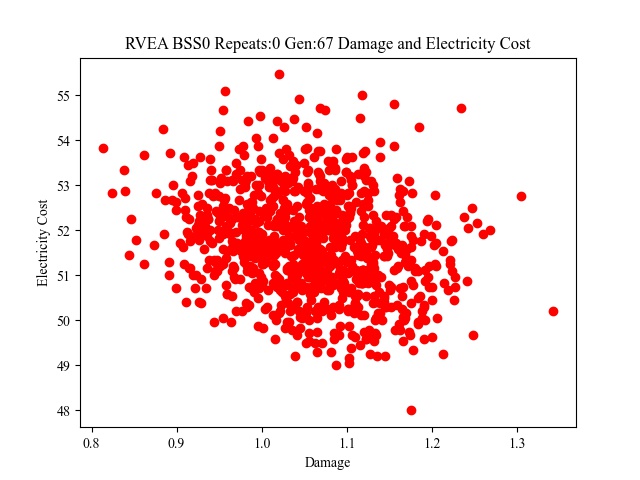 RVEA BSS0 Repeats:0 Gen:67 Damage and Electricity Cost
55
54
53
52
51
50
49
48
Electricity Cost
0.8 0.9 1.0 1.1 1.2 1.3
Damage